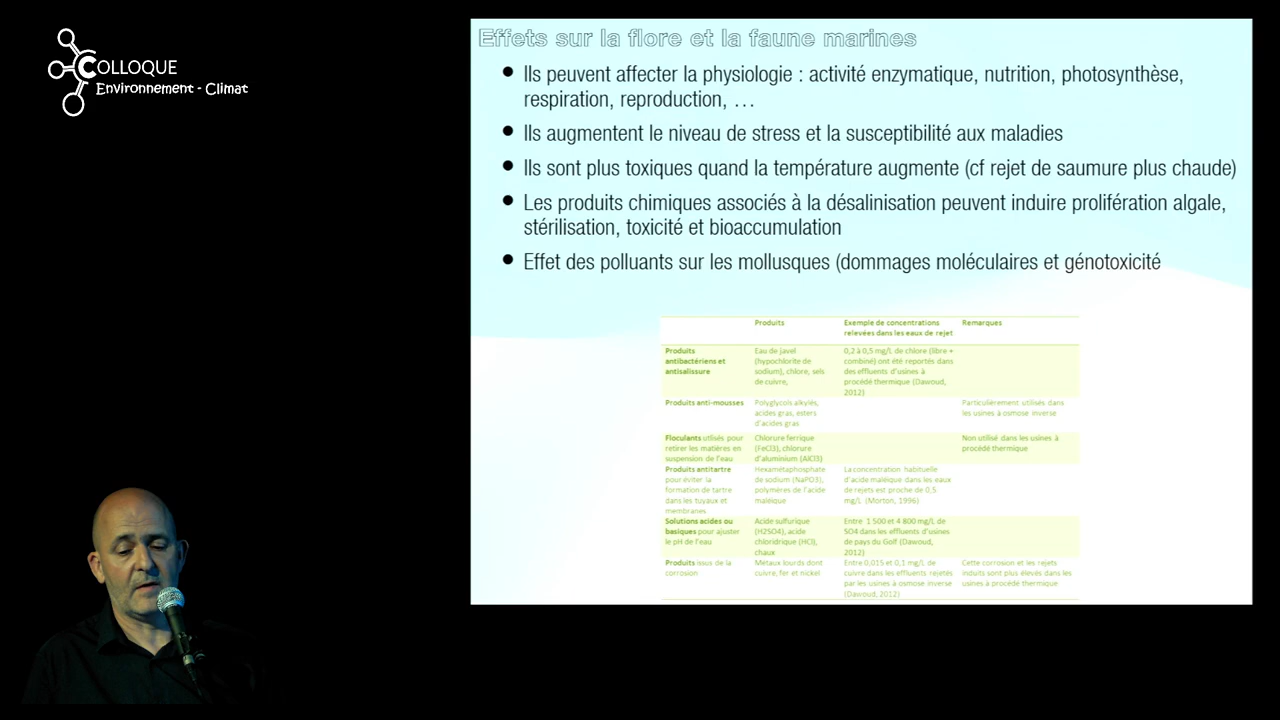 COLLOQUE
Environnement - Climat
Effets sur la flore et la faune marines
● Ils peuvent affecter la physiologie : activité enzymatique, nutrition, photosynthèse,
respiration, reproduction, …
● Ils augmentent le niveau de stress et la susceptibilité aux maladies
● Ils sont plus toxiques quand la température augmente (cf rejet de saumure plus chaude)
● Les produits chimiques associés à la désalinisation peuvent induire prolifération algale,
stérilisation, toxicité et bioaccumulation
● Effet des polluants sur les mollusques (dommages moléculaires et génotoxicité
Produits
Exemple de concentrations
relevées dans les eaux de rejet
Remarques
Produits
antibactériens et
antisalissure
Eau de javel
(hypochlorite de
sodium), chlore, sels
de cuivre,
0,2 à 0,5 mg/L de chlore (libre +
combiné) ont été reportés dans
des effluents d'usines à
procédé thermique (Dawoud,
2012)
Produits anti-mousses
Polyglycols alkylés,
acides gras, esters
d'acides gras
Particulièrement utilisés dans
les usines à osmose inverse
Floculants utilisés pour
retirer les matières en
suspension de l'eau
Chlorure ferrique
(FeCl3), chlorure
d'aluminium (AlCl3)
Non utilisé dans les usines à
procédé thermique
Produits antitartre
pour éviter la
formation de tartre
dans les tuyaux et
membranes
Hexamétaphosphate
de sodium (NaPO3),
polymères de l'acide
maléique
La concentration habituelle
d'acide maléique dans les eaux
de rejets est proche de 0,5
mg/L (Morton, 1996)
Solutions acides ou
basiques pour ajuster
le pH de l'eau
Acide sulfurique
(H2SO4), acide
chloridrique (HCl),
chaux
Entre 1 500 et 4 800 mg/L de
SO4 dans les effluents d'usines
de pays du Golf (Dawoud,
2012)
Produits issus de la
corrosion
Métaux lourds dont
cuivre, fer et nickel
Entre 0,015 et 0,1 mg/L de
cuivre dans les effluents rejetés
par les usines à osmose inverse
(Dawoud, 2012)
Cette corrosion et les rejets
induits sont plus élevés dans les
usines à procédé thermique